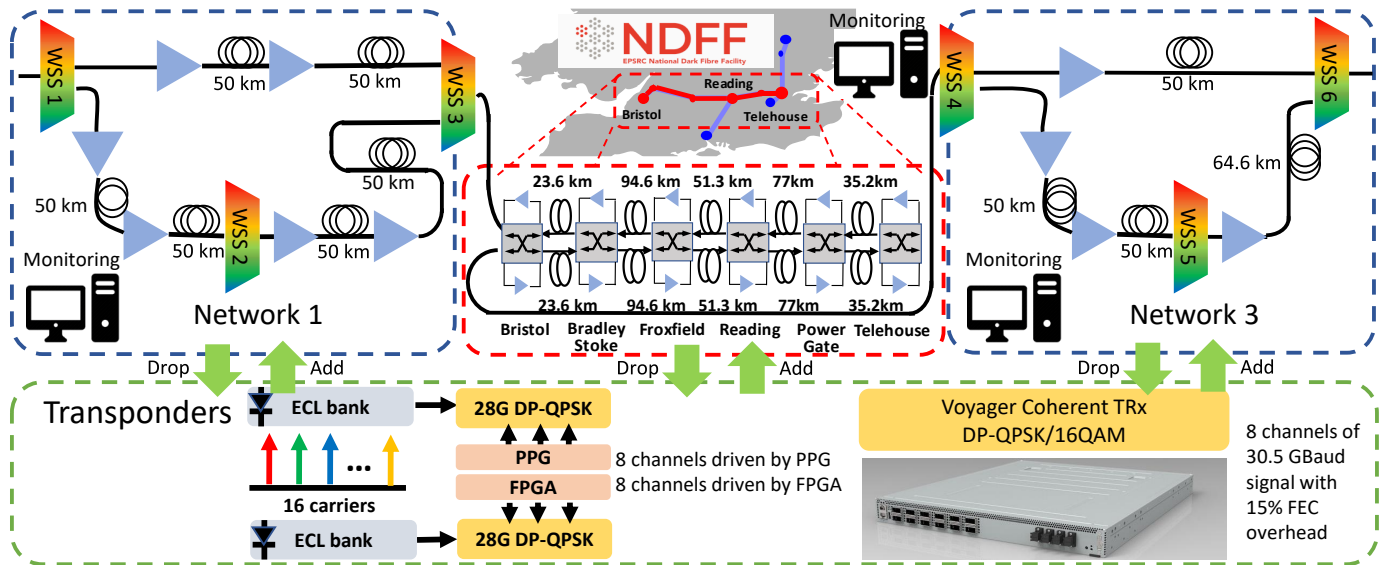 WSS 1
50 km
50 km
WSS 3
50 km
50 km
50 km
WSS 2
50 km
Monitoring
Network 1
NDFF
EPSRC National Dark Fibre Facility
Reading
Bristol
Telehouse
Monitoring
23.6 km 94.6 km 51.3 km 77km 35.2km
23.6 km 94.6 km 51.3 km 77km 35.2km
Bristol Bradley Froxfield Reading Power Telehouse
Stoke Gate
WSS 4
50 km
WSS 6
64.6 km
50 km
50 km
WSS 5
Monitoring
Network 3
Drop Add
Drop Add
Drop Add
Transponders
ECL bank
28G DP-QPSK
PPG
8 channels driven by PPG
FPGA
8 channels driven by FPGA
...
16 carriers
ECL bank
28G DP-QPSK
Voyager Coherent TRx
DP-QPSK/16QAM
8 channels of
30.5 GBaud
signal with
15% FEC
overhead